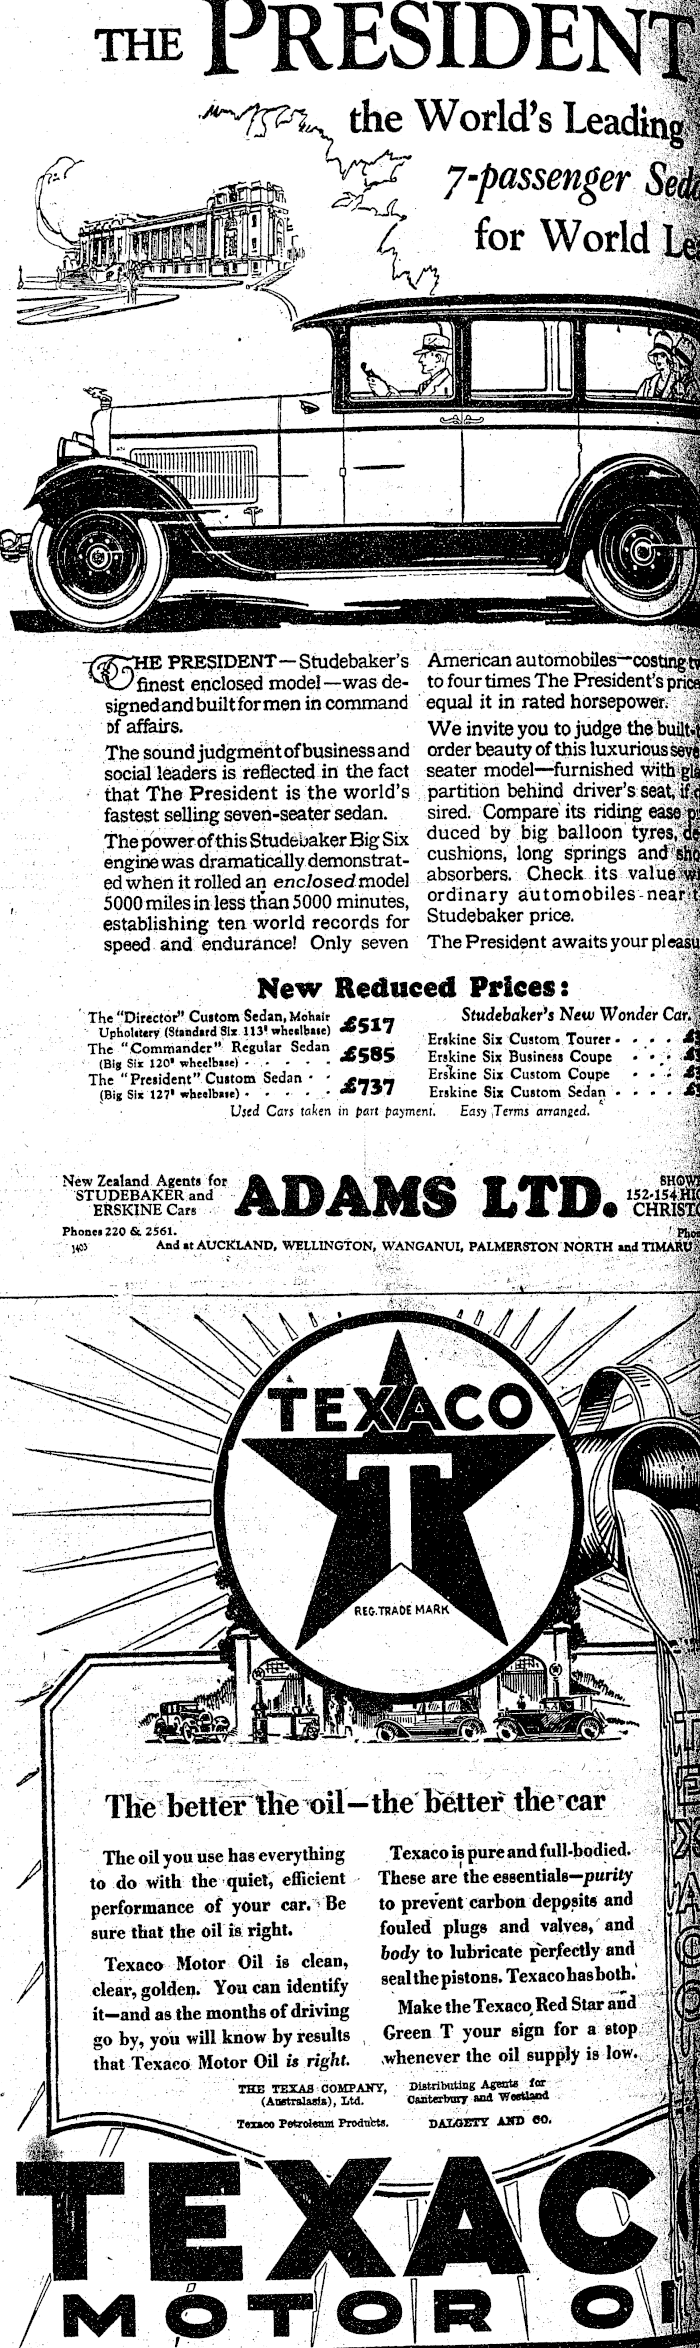 THE PRESIDENT
the World's Leading
7-passenger
for World
THE PRESIDENT—Studebaker's
finest enclosed model—was de-
signed and built for men in command
of affairs.
The sound judgment of business and
social leaders is reflected in the fact
that The President is the world's
fastest selling seven-seater sedan.
The power of this Studebaker Big Six
engine was dramatically demonstrat-
ed when it rolled an enclosed model
5000 miles in less than 5000 minutes,
establishing ten world records for
speed and endurance! Only seven
American automobiles—costing
to four times The President's price
equal it in rated horsepower.
We invite you to judge the built-
order beauty of this luxurious
seater model—furnished with
partition behind driver's seat, if
sired. Compare its riding ease
duced by big balloon tyres,
cushions, long springs and
absorbers. Check its value
ordinary automobiles near
Studebaker price.
The President awaits your
New Reduced Prices:
The "Director" Custom Sedan, Mohair
Upholstery (Standard Six 113" wheelbase) £517
The "Commander" Regular Sedan
(Big Six 120" wheelbase) - - - - - £585
The "President" Custom Sedan - -
(Big Six 127" wheelbase) - - - - - £737
Studebaker's New Wonder Car.
Erskine Six Custom Tourer - - - -
Erskine Six Business Coupe - - -
Erskine Six Custom Coupe - - - -
Erskine Six Custom Sedan - - - -
Used Cars taken in part payment. Easy Terms arranged.
New Zealand Agents for
STUDEBAKER and
ERSKINE Cars
ADAMS LTD.
152-154
Phones 220 & 2561.
1403
And at AUCKLAND, WELLINGTON, WANGANUI, PALMERSTON NORTH and TIMARU
TEXACO
T
REG. TRADE MARK
The better the oil—the better the car
The oil you use has everything
to do with the quiet, efficient
performance of your car. Be
sure that the oil is right.
Texaco Motor Oil is clean,
clear, golden. You can identify
it—and as the months of driving
go by, you will know by results
that Texaco Motor Oil is right.
Texaco is pure and full-bodied.
These are the essentials—purity
to prevent carbon deposits and
fouled plugs and valves, and
body to lubricate perfectly and
seal the pistons. Texaco has both.
Make the Texaco Red Star and
Green T your sign for a stop
whenever the oil supply is low.
THE TEXAS COMPANY,
(Australasia), Ltd.
Texaco Petroleum Products.
Distributing Agents for
Canterbury and Westland
DALGETY AND CO.
TEXAC
MOTOR